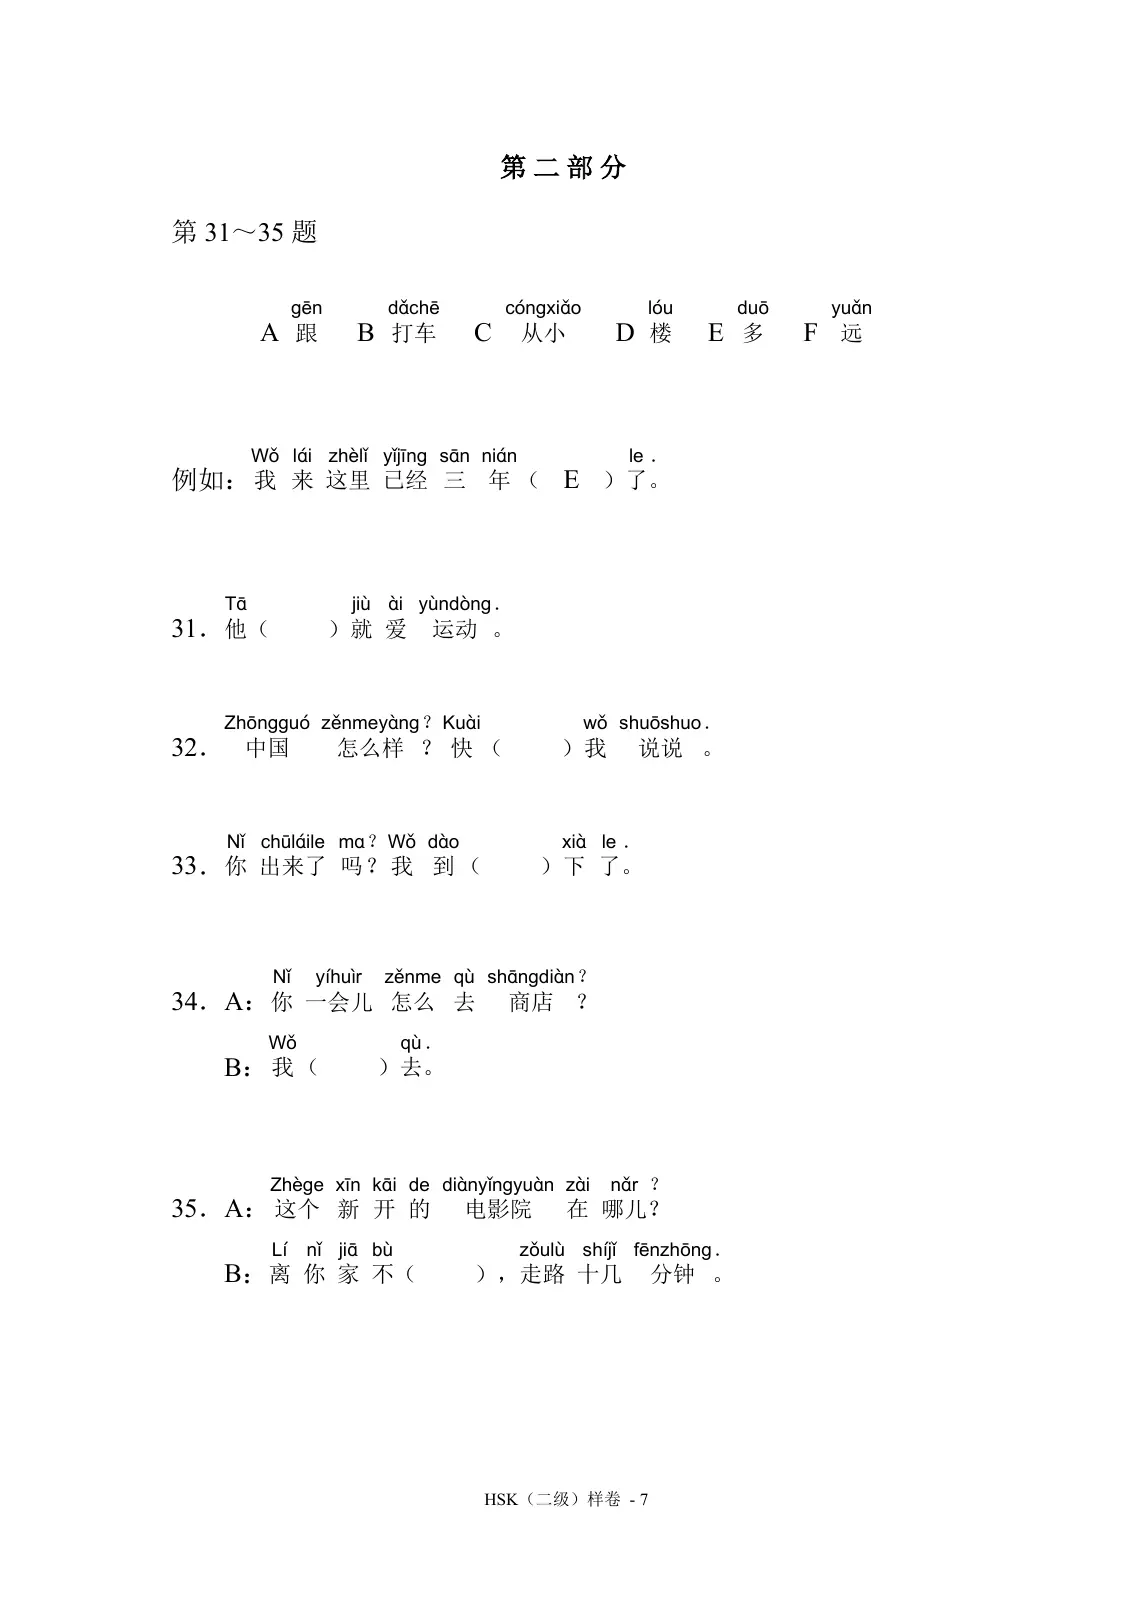 第二部分
第 31～35 题
gēn dǎchē cóngxiǎo lóu duō yuǎn
A 跟 B 打车 C 从小 D 楼 E 多 F 远
Wǒ lái zhèlǐ yǐjīng sān nián le .
例如：我 来 这里 已经 三 年（ E ）了。
Tā jiù ài yùndòng .
31．他（ ）就 爱 运动 。
Zhōngguó zěnmeyàng？Kuài wǒ shuōshuo .
32． 中国 怎么样 ？ 快 （ ）我 说说 。
Nǐ chūláile ma？Wǒ dào xià le .
33．你 出来了 吗？我 到（ ）下 了。
Nǐ yíhuìr zěnme qù shāngdiàn？
34．A：你 一会儿 怎么 去 商店 ？
Wǒ qù .
B：我（ ）去。
Zhège xīn kāi de diànyǐngyuàn zài nǎr ？
35．A：这个 新 开 的 电影院 在 哪儿？
Lí nǐ jiā bù zǒulù shíjǐ fēnzhōng .
B：离 你 家 不（ ），走路 十几 分钟 。
HSK（二级）样卷 - 7